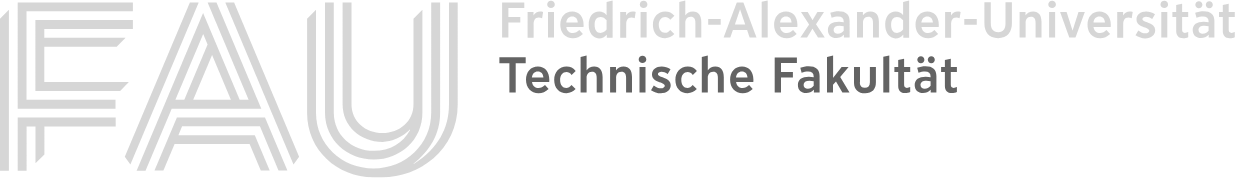 FAU
Friedrich-Alexander-Universität
Technische Fakultät